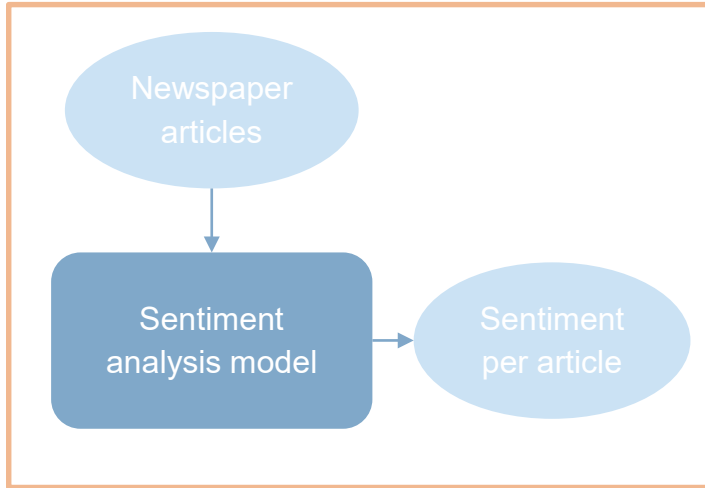 Newspaper
articles
Sentiment
analysis model
Sentiment
per article